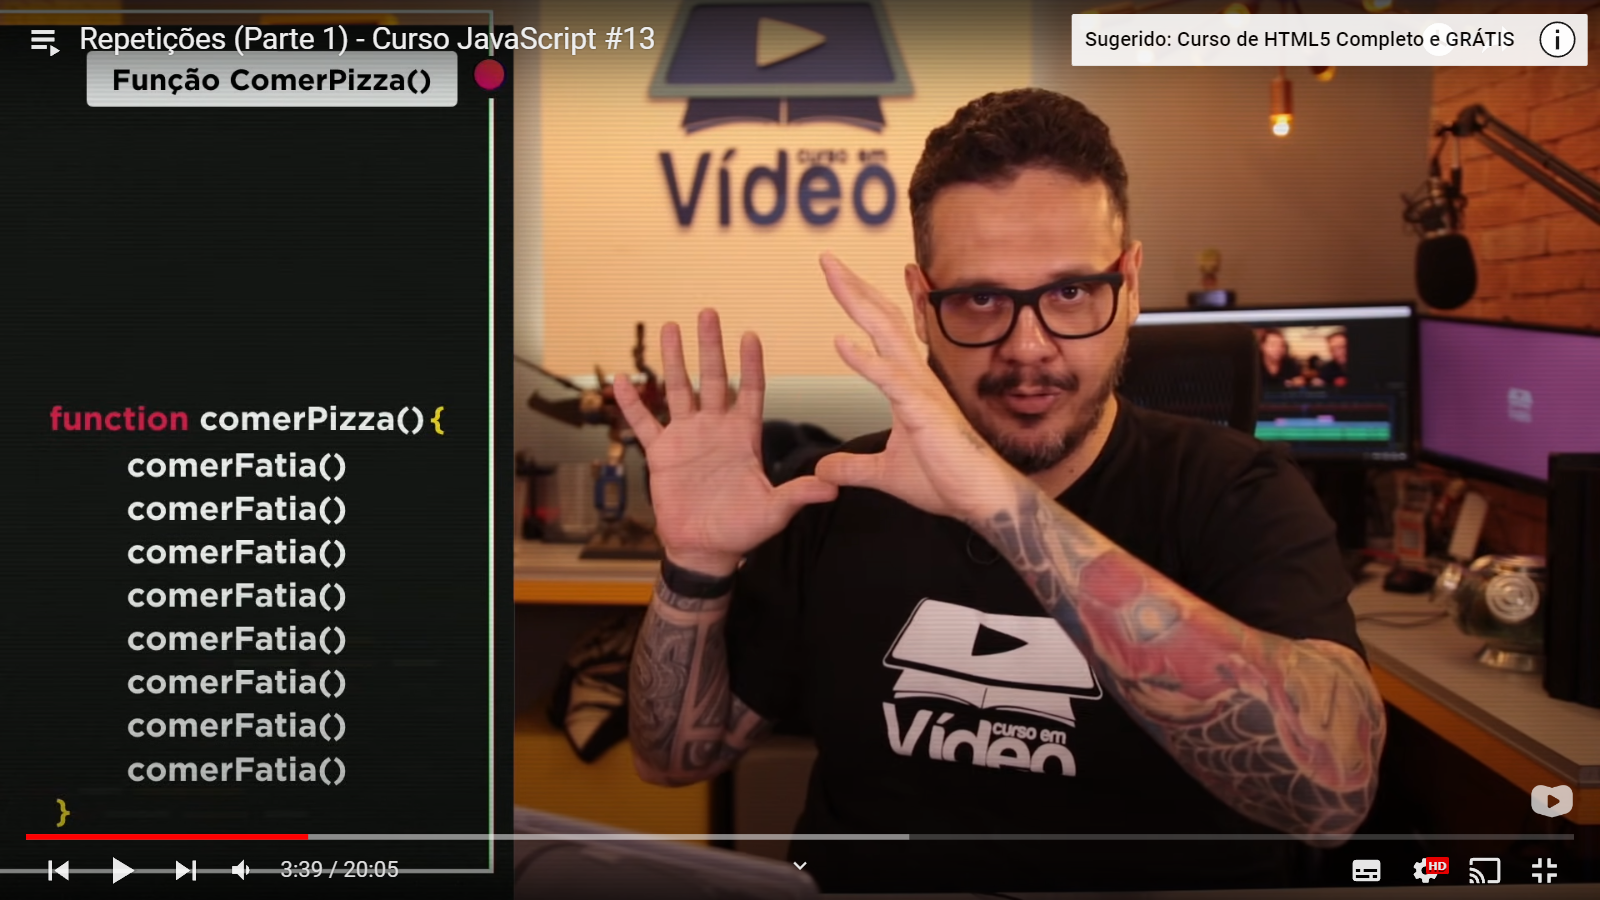 Repetições (Parte 1) - Curso JavaScript #13
Sugerido: Curso de HTML5 Completo e GRÁTIS
Função ComerPizza()
curso em
Vídeo
function comerPizza(){
comerFatia()
comerFatia()
comerFatia()
comerFatia()
comerFatia()
comerFatia()
comerFatia()
comerFatia()
}
curso em
Vídeo
3:39 / 20:05
HD